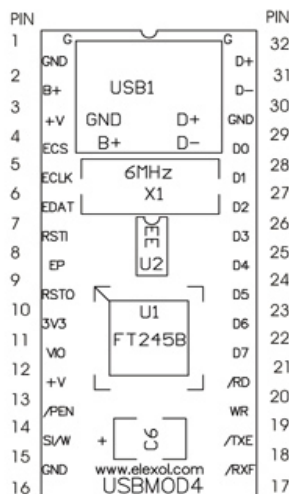 PIN PIN
1 G G 32
GND D+
2 31
B+ USB1 D-
3 30
+V GND D+ GND
4 29
ECS B+ D- D0
5 28
ECLK 6MHz D1
6 X1 27
EDAT D2
7 26
RSTI EE D3
8 25
EP U2 D4
9 24
RSTO D5
10 U1 23
3V3 D6
11 FT245B 22
VIO D7
12 21
+V /RD
13 20
/PEN WR
14 19
SI/W + C6 /TXE
15 18
GND www.elexol.com /RXF
16 USBMOD4 17